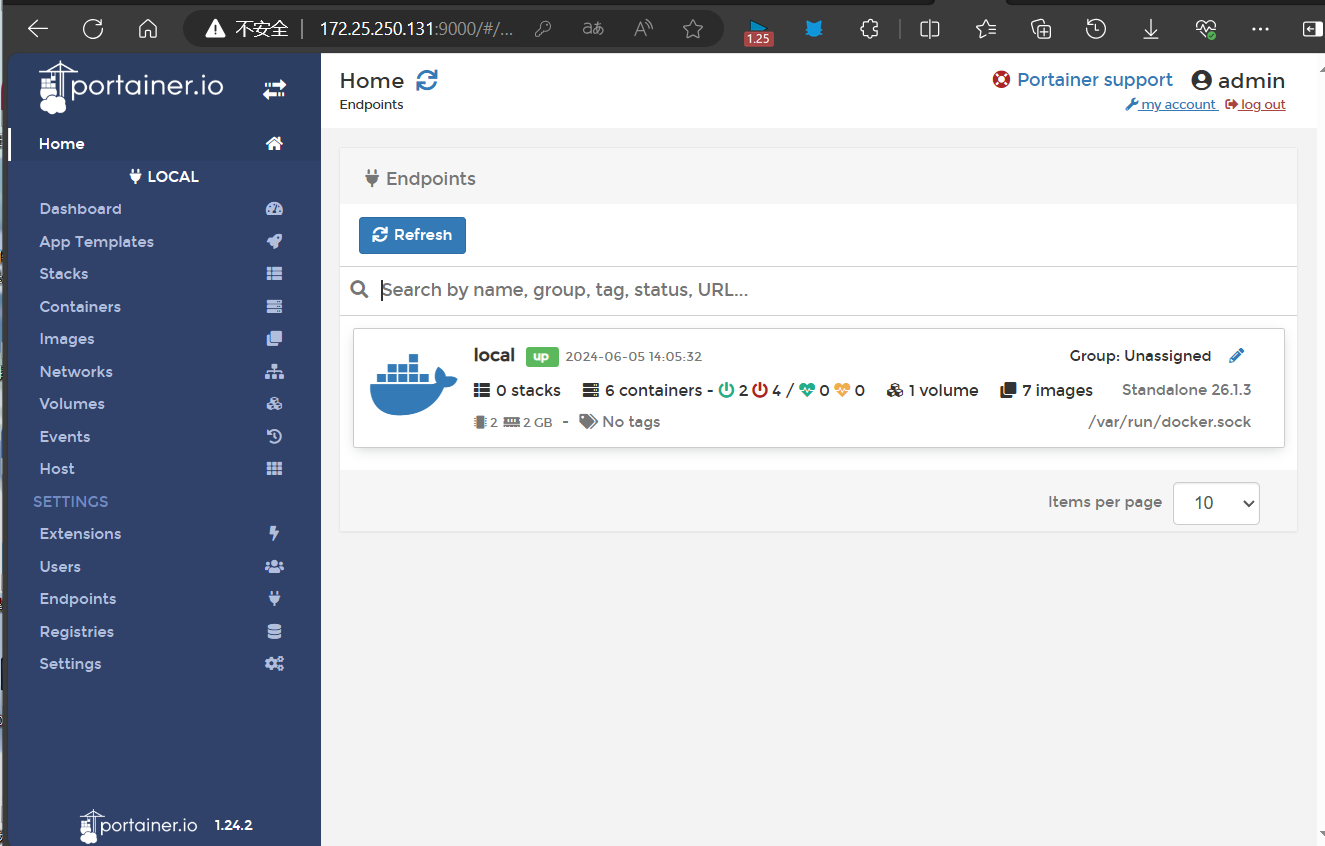 不安全 172.25.250.131:9000/#/... あ
1.25
portainer.io
Home
LOCAL
Dashboard
App Templates
Stacks
Containers
Images
Networks
Volumes
Events
Host
SETTINGS
Extensions
Users
Endpoints
Registries
Settings
portainer.io 1.24.2
Home
Endpoints
Portainer support admin
my account log out
Endpoints
Refresh
Search by name, group, tag, status, URL...
local up 2024-06-05 14:05:32 Group: Unassigned
0 stacks 6 containers - 2 4 / 0 0 1 volume 7 images Standalone 26.1.3
2 2 GB - No tags /var/run/docker.sock
Items per page 10